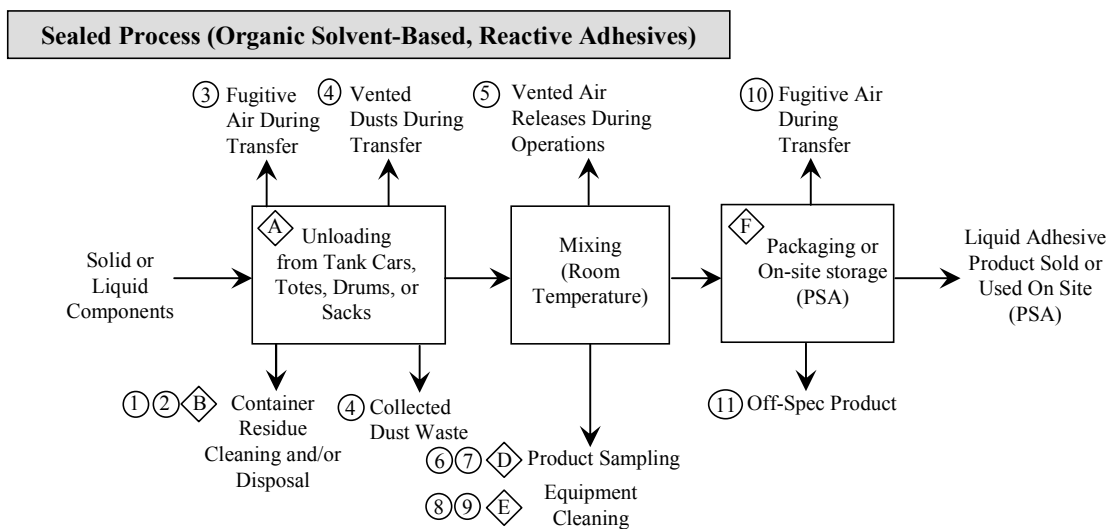 Sealed Process (Organic Solvent-Based, Reactive Adhesives)
3 Fugitive
Air During
Transfer
4 Vented
Dusts During
Transfer
5 Vented Air
Releases During
Operations
10 Fugitive Air
During
Transfer
Solid or
Liquid
Components
A
Unloading
from Tank Cars,
Totes, Drums, or
Sacks
Mixing
(Room
Temperature)
F
Packaging or
On-site storage
(PSA)
Liquid Adhesive
Product Sold or
Used On Site
(PSA)
1 2 B Container
Residue
Cleaning and/or
Disposal
4 Collected
Dust Waste
6 7 D Product Sampling
8 9 E Equipment
Cleaning
11 Off-Spec Product